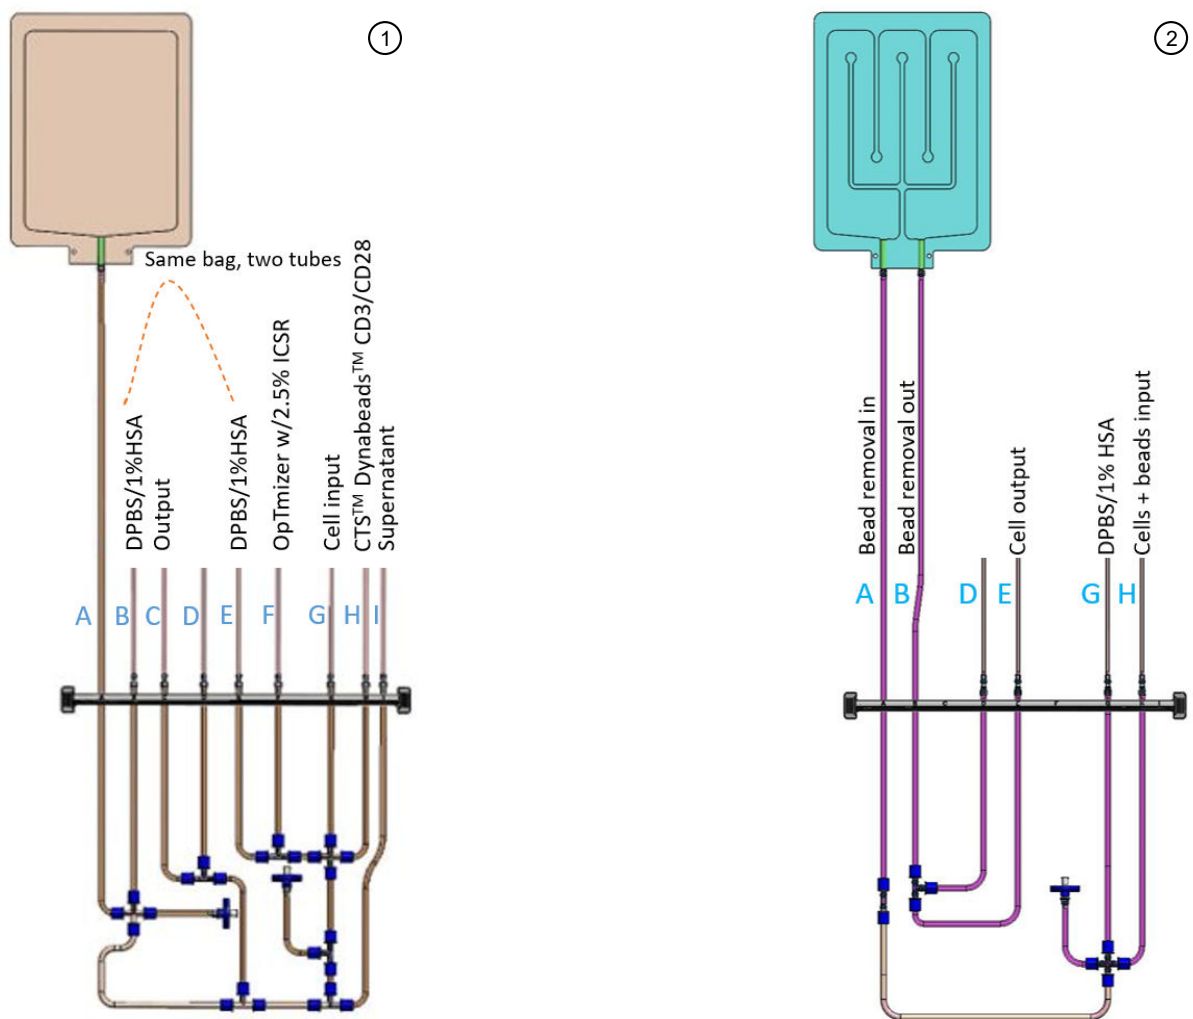 1
2
Same bag, two tubes
DPBS/1%HSA
Output
DPBS/1%HSA
OpTmizer w/2.5% ICSR
Cell input
CTS™ Dynabeads™ CD3/CD28
Supernatant
A B C D E F G H I
Bead removal in
Bead removal out
Cell output
DPBS/1% HSA
Cells + beads input
A B D E G H